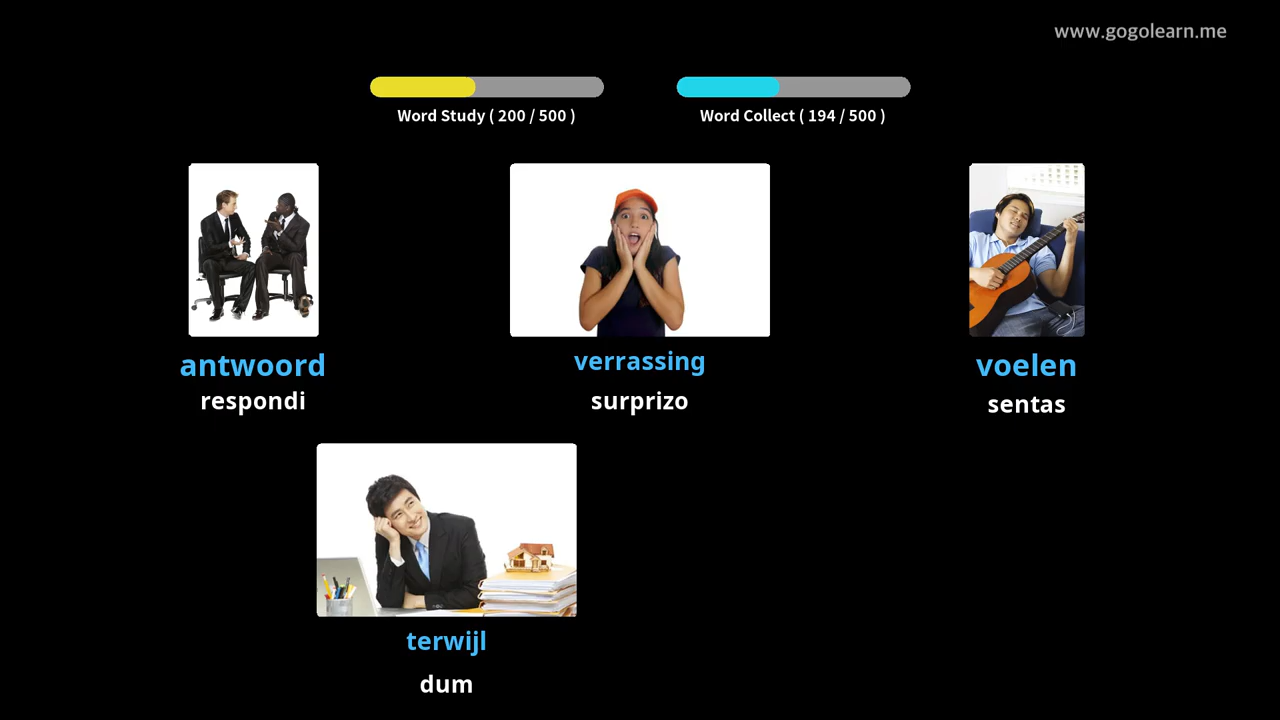 www.gogolearn.me
Word Study ( 200 / 500 )
Word Collect ( 194 / 500 )
antwoord
respondi
verrassing
surprizo
voelen
sentas
terwijl
dum